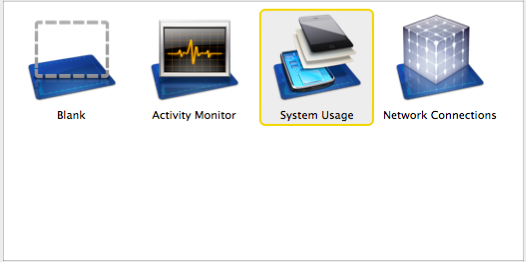 Blank
Activity Monitor
System Usage
Network Connections